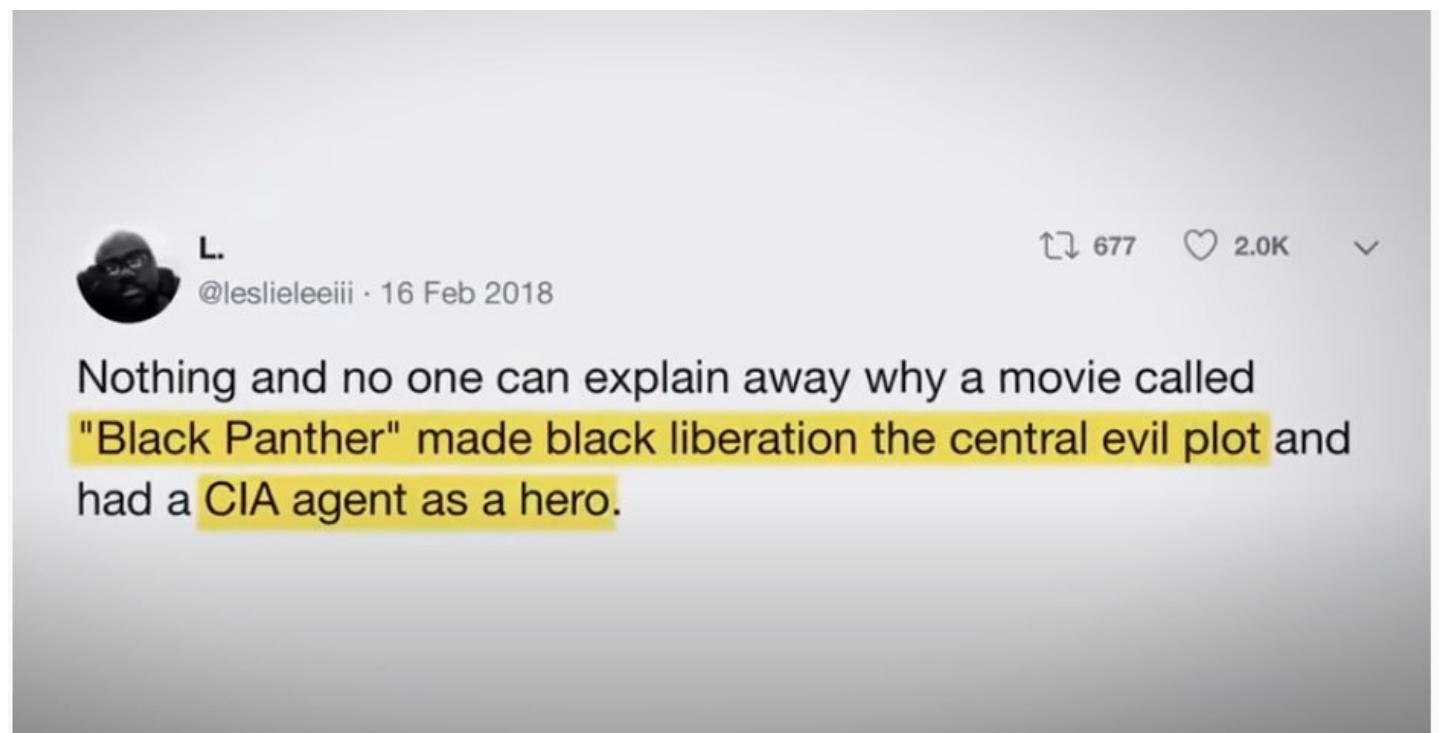 L.
677
2.0K
@leslieleeiii · 16 Feb 2018
Nothing and no one can explain away why a movie called
"Black Panther" made black liberation the central evil plot and
had a CIA agent as a hero.